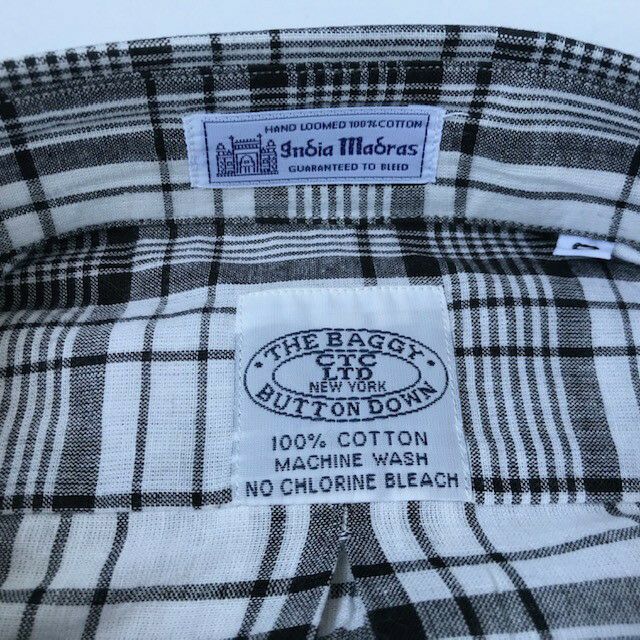 HAND LOOMED 100% COTTON
India Madras
GUARANTEED TO BLEED
THE BAGGY
CTC
LTD
NEW YORK
BUTTON DOWN
100% COTTON
MACHINE WASH
NO CHLORINE BLEACH